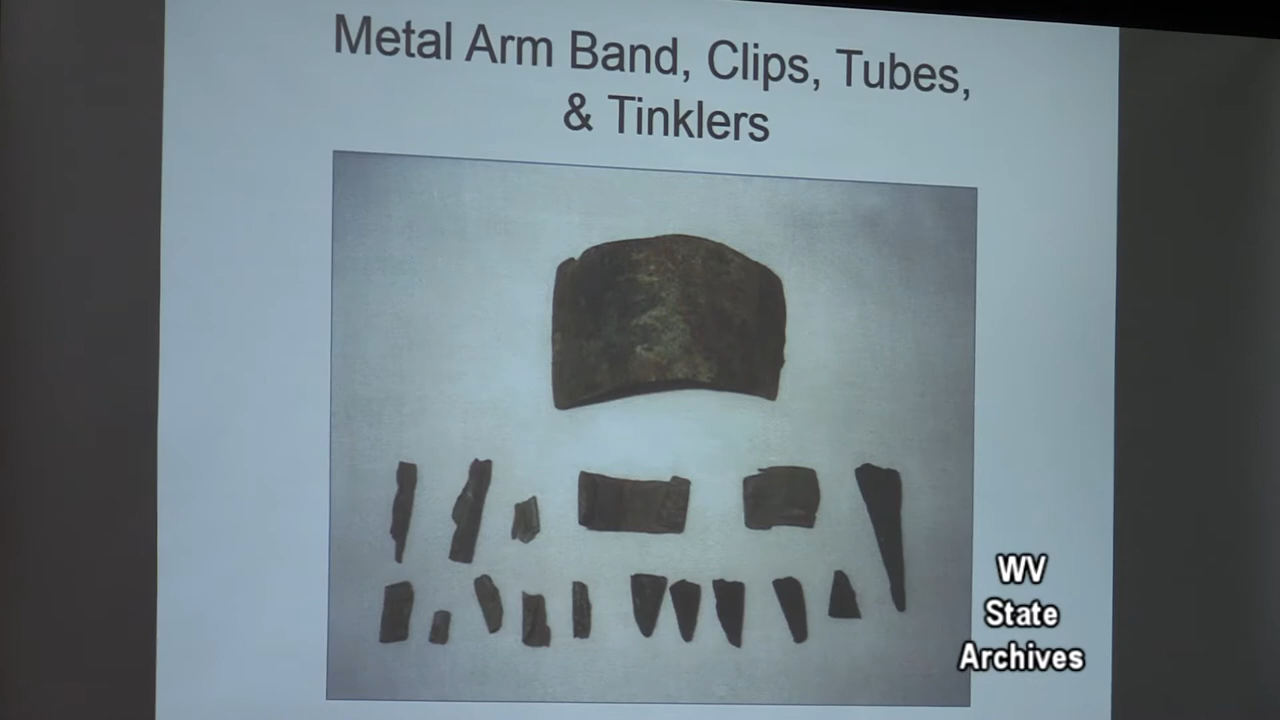 Metal Arm Band, Clips, Tubes,
& Tinklers
WV
State
Archives